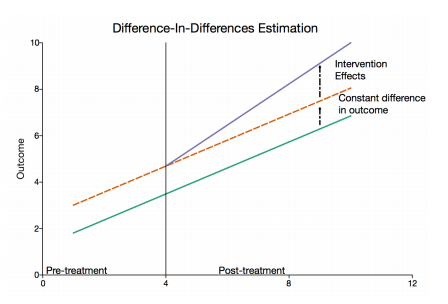 Difference-In-Differences Estimation
10
8
6
4
2
0
Outcome
Intervention
Effects
Constant difference
in outcome
Pre-treatment
Post-treatment
0
4
8
12